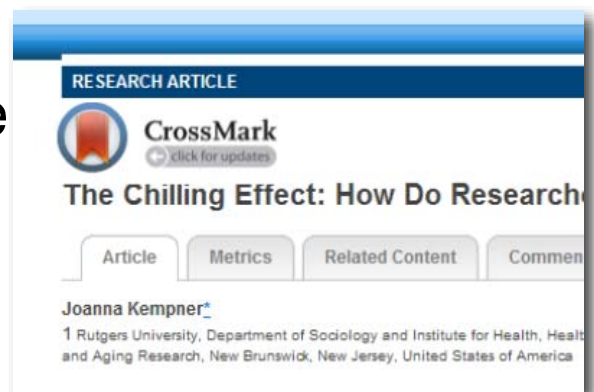 e
RESEARCH ARTICLE
CrossMark
click for updates
The Chilling Effect: How Do Researche
Article Metrics Related Content Commen
Joanna Kempner*
1 Rutgers University, Department of Sociology and Institute for Health, Healt
and Aging Research, New Brunswick, New Jersey, United States of America